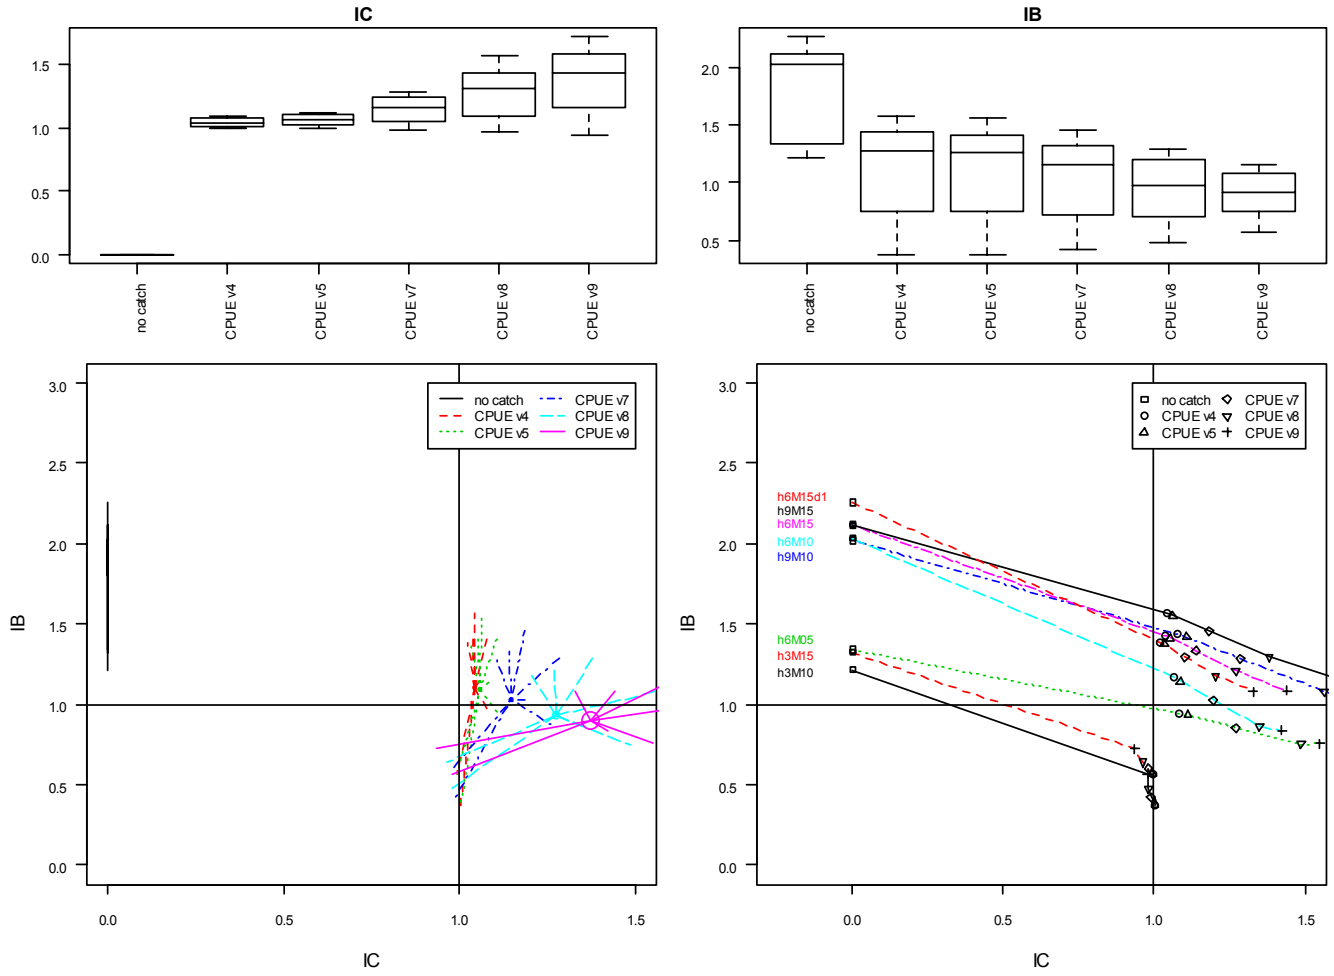 IC
1.5
1.0
0.5
0.0
no catch
CPUE v4
CPUE v5
CPUE v7
CPUE v8
CPUE v9
IB
2.0
1.5
1.0
0.5
no catch
CPUE v4
CPUE v5
CPUE v7
CPUE v8
CPUE v9
3.0
2.5
2.0
1.5
1.0
0.5
0.0
IB
no catch
CPUE v4
CPUE v5
CPUE v7
CPUE v8
CPUE v9
0.0
0.5
1.0
1.5
IC
3.0
2.5
2.0
1.5
1.0
0.5
0.0
IB
no catch
CPUE v4
CPUE v5
CPUE v7
CPUE v8
CPUE v9
h6M15d1
h9M15
h6M15
h6M10
h9M10
h6M05
h3M15
h3M10
0.0
0.5
1.0
1.5
IC